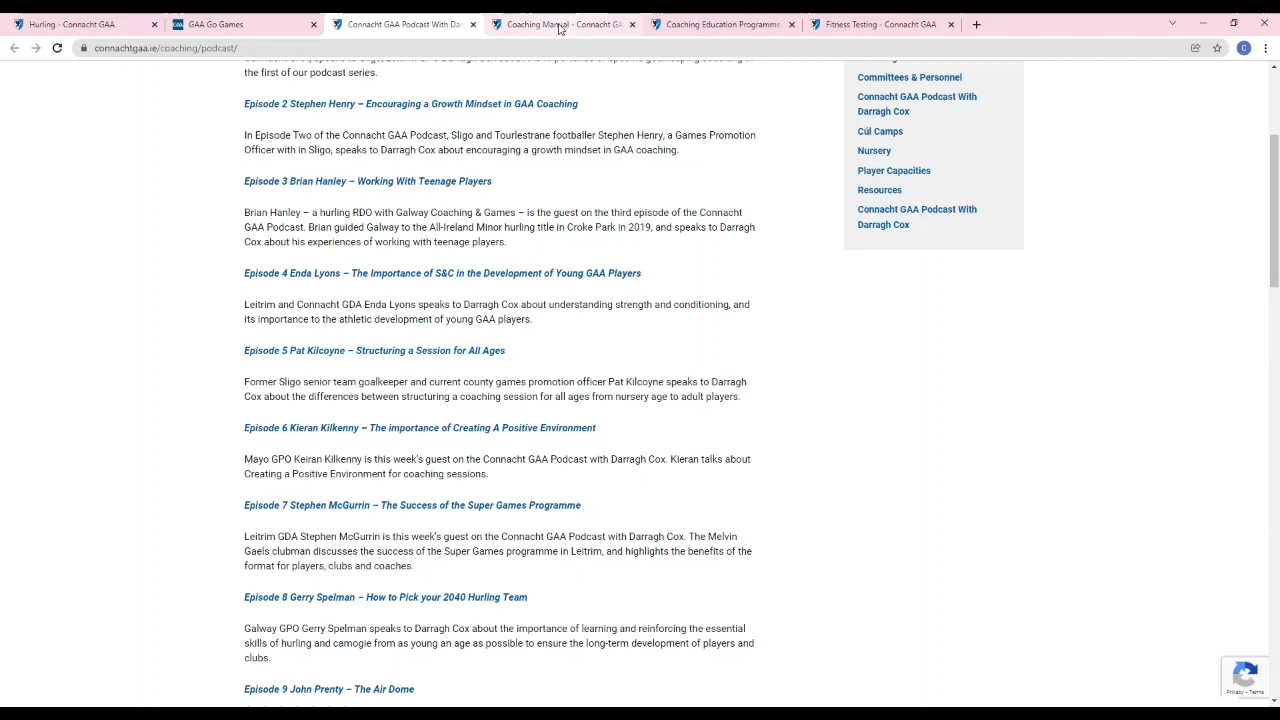 Hurling - Connacht GAA
GAA Go Games
Connacht GAA Podcast With Da
Coaching Manual - Connacht GA
Coaching Education Programme
Fitness Testing - Connacht GAA
connachtgaa.ie/coaching/podcast/
C
the first of our podcast series.
Episode 2 Stephen Henry – Encouraging a Growth Mindset in GAA Coaching
In Episode Two of the Connacht GAA Podcast, Sligo and Tourlestrane footballer Stephen Henry, a Games Promotion
Officer with in Sligo, speaks to Darragh Cox about encouraging a growth mindset in GAA coaching.
Episode 3 Brian Hanley – Working With Teenage Players
Brian Hanley – a hurling RDO with Galway Coaching & Games – is the guest on the third episode of the Connacht
GAA Podcast. Brian guided Galway to the All-Ireland Minor hurling title in Croke Park in 2019, and speaks to Darragh
Cox about his experiences of working with teenage players.
Episode 4 Enda Lyons – The Importance of S&C in the Development of Young GAA Players
Leitrim and Connacht GDA Enda Lyons speaks to Darragh Cox about understanding strength and conditioning, and
its importance to the athletic development of young GAA players.
Episode 5 Pat Kilcoyne – Structuring a Session for All Ages
Former Sligo senior team goalkeeper and current county games promotion officer Pat Kilcoyne speaks to Darragh
Cox about the differences between structuring a coaching session for all ages from nursery age to adult players.
Episode 6 Kieran Kilkenny – The importance of Creating A Positive Environment
Mayo GPO Keiran Kilkenny is this week's guest on the Connacht GAA Podcast with Darragh Cox. Kieran talks about
Creating a Positive Environment for coaching sessions.
Episode 7 Stephen McGurrin – The Success of the Super Games Programme
Leitrim GDA Stephen McGurrin is this week's guest on the Connacht GAA Podcast with Darragh Cox. The Melvin
Gaels clubman discusses the success of the Super Games programme in Leitrim, and highlights the benefits of the
format for players, clubs and coaches.
Episode 8 Gerry Spelman – How to Pick your 2040 Hurling Team
Galway GPO Gerry Spelman speaks to Darragh Cox about the importance of learning and reinforcing the essential
skills of hurling and camogie from as young an age as possible to ensure the long-term development of players and
clubs.
Episode 9 John Prenty – The Air Dome
Committees & Personnel
Connacht GAA Podcast With
Darragh Cox
Cúl Camps
Nursery
Player Capacities
Resources
Connacht GAA Podcast With
Darragh Cox
Privacy - Terms